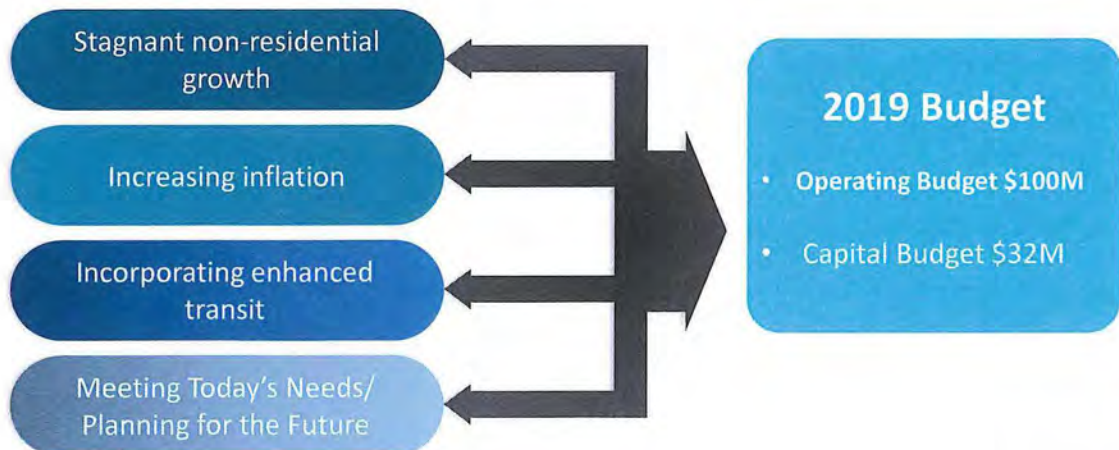 Stagnant non-residential
growth
Increasing inflation
Incorporating enhanced
transit
Meeting Today's Needs/
Planning for the Future
2019 Budget
• Operating Budget $100M
• Capital Budget $32M